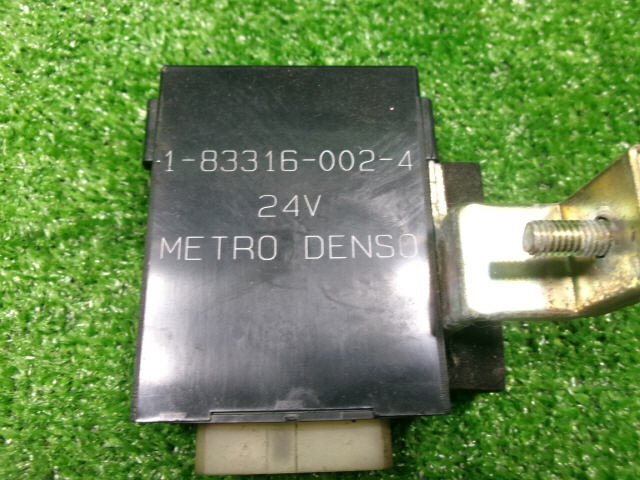 1-83316-002-4
24V
METRO DENSO